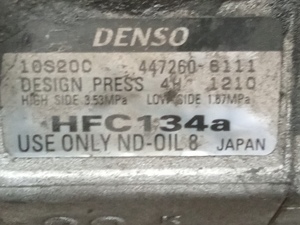 DENSO
10S20C 447260-6111
DESIGN PRESS 4H7 1210
HIGH SIDE 3.53MPa LOW SIDE 1.67MPa
HFC134a
USE ONLY ND-OIL 8 JAPAN